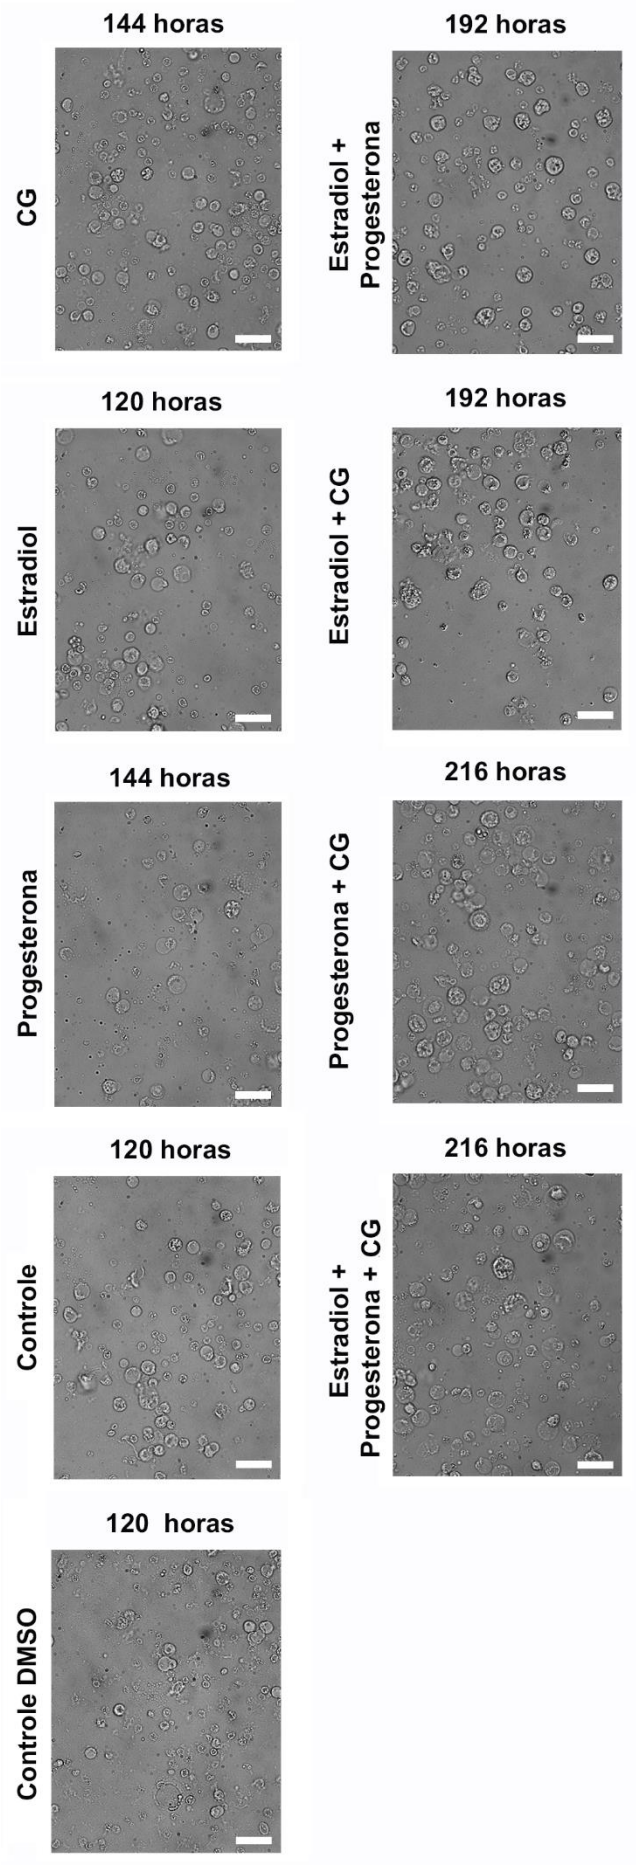 144 horas
CG
192 horas
Estradiol +
Progesterona
120 horas
Estradiol
192 horas
Estradiol + CG
144 horas
Progesterona
216 horas
Progesterona + CG
120 horas
Controle
216 horas
Estradiol +
Progesterona + CG
120 horas
Controle DMSO